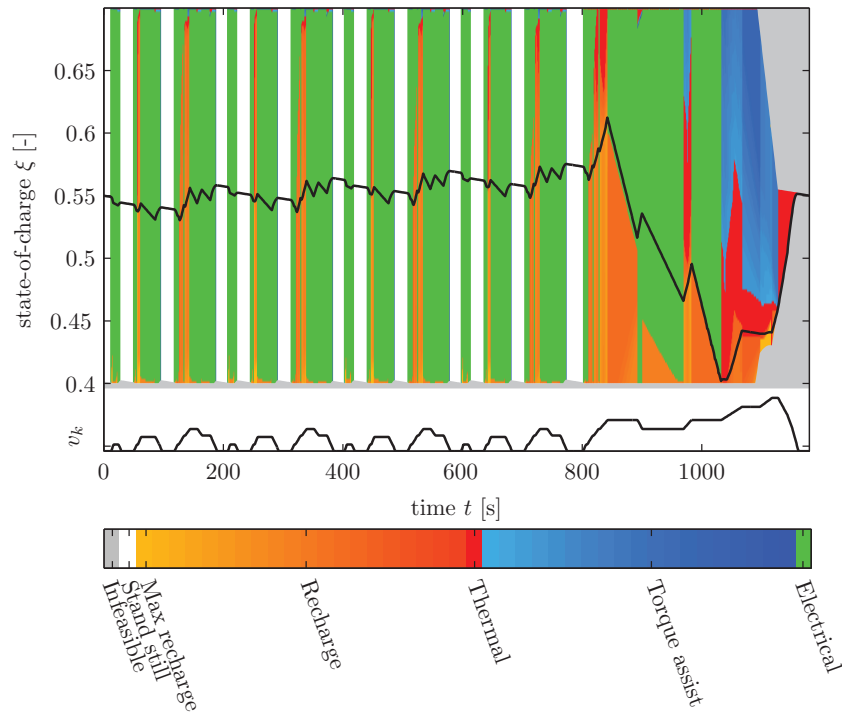 state-of-charge ξ [-]
0.65
0.6
0.55
0.5
0.45
0.4
v_k
0 200 400 600 800 1000
time t [s]
Infeasible
Stand still
Max recharge
Recharge
Thermal
Torque assist
Electrical